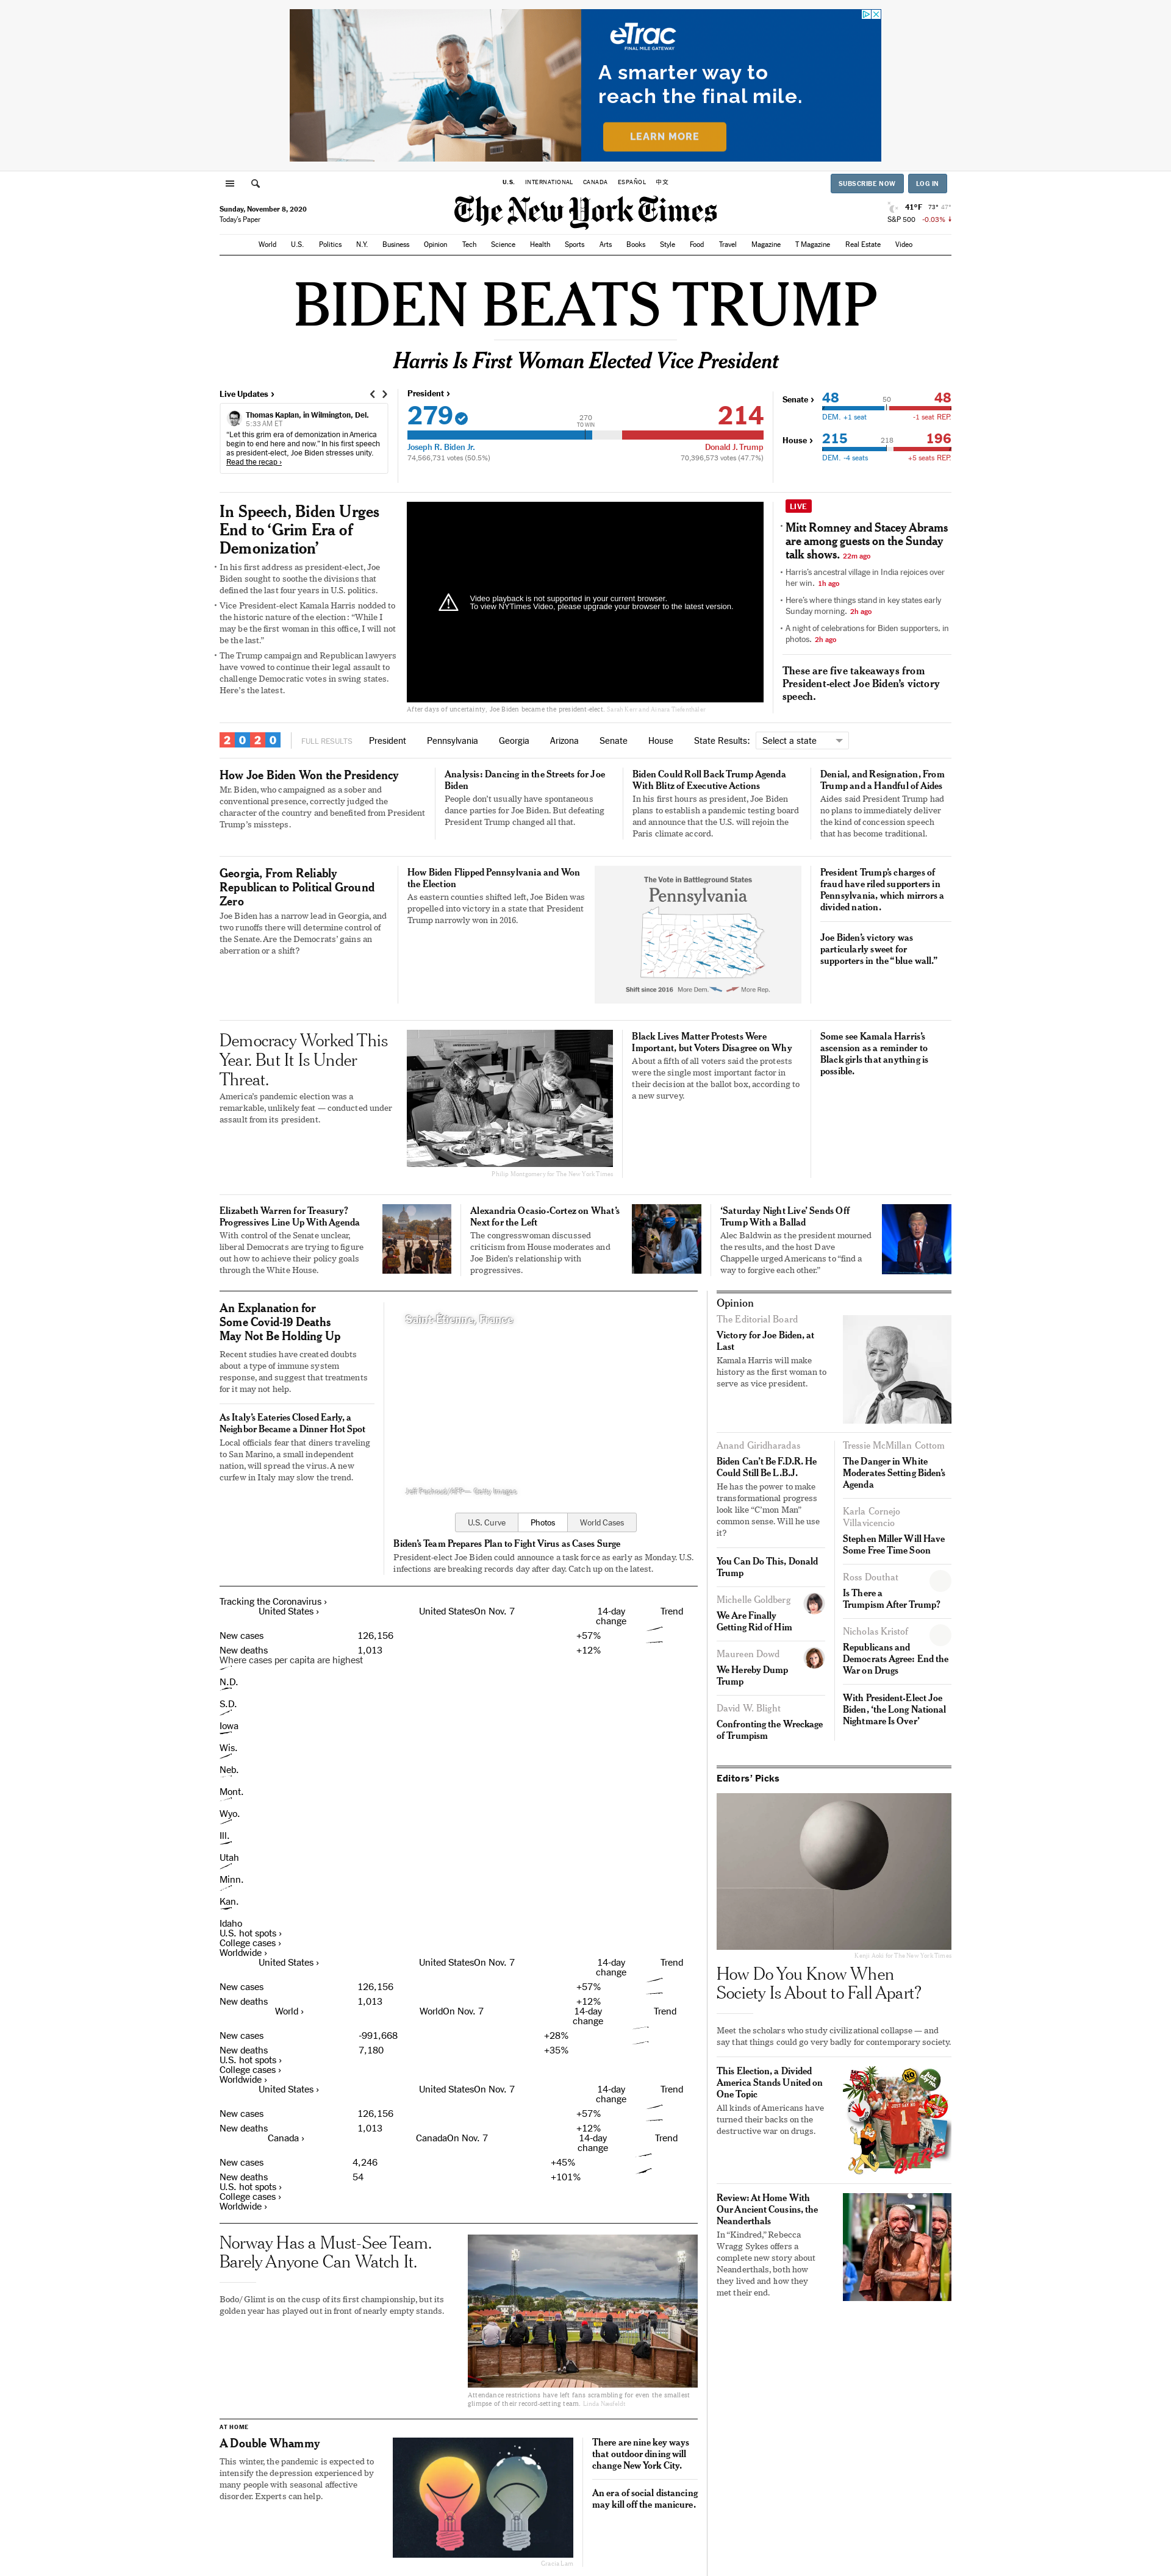 eTrac
FINAL MILE GATEWAY
A smarter way to
reach the final mile.
LEARN MORE
U.S. INTERNATIONAL CANADA ESPAÑOL 中文
SUBSCRIBE NOW LOG IN
Sunday, November 8, 2020
Today's Paper
The New York Times
41°F 73° 47°
S&P 500 -0.03%
World U.S. Politics N.Y. Business Opinion Tech Science Health Sports Arts Books Style Food Travel Magazine T Magazine Real Estate Video
BIDEN BEATS TRUMP
Harris Is First Woman Elected Vice President
Live Updates ›
Thomas Kaplan, in Wilmington, Del.
5:33 AM ET
“Let this grim era of demonization in America
begin to end here and now.” In his first speech
as president-elect, Joe Biden stresses unity.
Read the recap ›
President ›
279 214
270
TO WIN
Joseph R. Biden Jr. Donald J. Trump
74,566,731 votes (50.5%) 70,396,573 votes (47.7%)
Senate › 48 50 48
DEM. +1 seat -1 seat REP.
House › 215 218 196
DEM. -4 seats +5 seats REP.
In Speech, Biden Urges
End to ‘Grim Era of
Demonization’
In his first address as president-elect, Joe
Biden sought to soothe the divisions that
defined the last four years in U.S. politics.
Vice President-elect Kamala Harris nodded to
the historic nature of the election: “While I
may be the first woman in this office, I will not
be the last.”
The Trump campaign and Republican lawyers
have vowed to continue their legal assault to
challenge Democratic votes in swing states.
Here’s the latest.
Video playback is not supported in your current browser.
To view NYTimes Video, please upgrade your browser to the latest version.
After days of uncertainty, Joe Biden became the president-elect. Sarah Kerr and Ainara Tiefenthäler
LIVE
Mitt Romney and Stacey Abrams
are among guests on the Sunday
talk shows. 22m ago
Harris’s ancestral village in India rejoices over
her win. 1h ago
Here’s where things stand in key states early
Sunday morning. 2h ago
A night of celebrations for Biden supporters, in
photos. 2h ago
These are five takeaways from
President-elect Joe Biden’s victory
speech.
2020 FULL RESULTS President Pennsylvania Georgia Arizona Senate House State Results: Select a state
How Joe Biden Won the Presidency
Mr. Biden, who campaigned as a sober and
conventional presence, correctly judged the
character of the country and benefited from President
Trump’s missteps.
Analysis: Dancing in the Streets for Joe
Biden
People don’t usually have spontaneous
dance parties for Joe Biden. But defeating
President Trump changed all that.
Biden Could Roll Back Trump Agenda
With Blitz of Executive Actions
In his first hours as president, Joe Biden
plans to establish a pandemic testing board
and announce that the U.S. will rejoin the
Paris climate accord.
Denial, and Resignation, From
Trump and a Handful of Aides
Aides said President Trump had
no plans to immediately deliver
the kind of concession speech
that has become traditional.
Georgia, From Reliably
Republican to Political Ground
Zero
Joe Biden has a narrow lead in Georgia, and
two runoffs there will determine control of
the Senate. Are the Democrats’ gains an
aberration or a shift?
How Biden Flipped Pennsylvania and Won
the Election
As eastern counties shifted left, Joe Biden was
propelled into victory in a state that President
Trump narrowly won in 2016.
The Vote in Battleground States
Pennsylvania
Shift since 2016 More Dem. More Rep.
President Trump’s charges of
fraud have riled supporters in
Pennsylvania, which mirrors a
divided nation.
Joe Biden’s victory was
particularly sweet for
supporters in the “blue wall.”
Democracy Worked This
Year. But It Is Under
Threat.
America’s pandemic election was a
remarkable, unlikely feat — conducted under
assault from its president.
Philip Montgomery for The New York Times
Black Lives Matter Protests Were
Important, but Voters Disagree on Why
About a fifth of all voters said the protests
were the single most important factor in
their decision at the ballot box, according to
a new survey.
Some see Kamala Harris’s
ascension as a reminder to
Black girls that anything is
possible.
Elizabeth Warren for Treasury?
Progressives Line Up With Agenda
With control of the Senate unclear,
liberal Democrats are trying to figure
out how to achieve their policy goals
through the White House.
Alexandria Ocasio-Cortez on What’s
Next for the Left
The congresswoman discussed
criticism from House moderates and
Joe Biden’s relationship with
progressives.
‘Saturday Night Live’ Sends Off
Trump With a Ballad
Alec Baldwin as the president mourned
the results, and the host Dave
Chappelle urged Americans to “find a
way to forgive each other.”
An Explanation for
Some Covid-19 Deaths
May Not Be Holding Up
Recent studies have created doubts
about a type of immune system
response, and suggest that treatments
for it may not help.
As Italy’s Eateries Closed Early, a
Neighbor Became a Dinner Hot Spot
Local officials fear that diners traveling
to San Marino, a small independent
nation, will spread the virus. A new
curfew in Italy may slow the trend.
Saint-Étienne, France
Jeff Pachoud/AFP — Getty Images
U.S. Curve Photos World Cases
Biden’s Team Prepares Plan to Fight Virus as Cases Surge
President-elect Joe Biden could announce a task force as early as Monday. U.S.
infections are breaking records day after day. Catch up on the latest.
Tracking the Coronavirus ›
United States › United StatesOn Nov. 7 14-day
change Trend
New cases 126,156 +57%
New deaths 1,013 +12%
Where cases per capita are highest
N.D.
S.D.
Iowa
Wis.
Neb.
Mont.
Wyo.
Ill.
Utah
Minn.
Kan.
Idaho
U.S. hot spots ›
College cases ›
Worldwide ›
United States › United StatesOn Nov. 7 14-day
change Trend
New cases 126,156 +57%
New deaths 1,013 +12%
World › WorldOn Nov. 7 14-day
change Trend
New cases -991,668 +28%
New deaths 7,180 +35%
U.S. hot spots ›
College cases ›
Worldwide ›
United States › United StatesOn Nov. 7 14-day
change Trend
New cases 126,156 +57%
New deaths 1,013 +12%
Canada › CanadaOn Nov. 7 14-day
change Trend
New cases 4,246 +45%
New deaths 54 +101%
U.S. hot spots ›
College cases ›
Worldwide ›
Norway Has a Must-See Team.
Barely Anyone Can Watch It.
Bodo/Glimt is on the cusp of its first championship, but its
golden year has played out in front of nearly empty stands.
Attendance restrictions have left fans scrambling for even the smallest
glimpse of their record-setting team.
AT HOME
A Double Whammy
This winter, the pandemic is expected to
intensify the depression experienced by
many people with seasonal affective
disorder. Experts can help.
Gracia Lam
There are nine key ways
that outdoor dining will
change New York City.
An era of social distancing
may kill off the manicure.
Opinion
The Editorial Board
Victory for Joe Biden, at
Last
Kamala Harris will make
history as the first woman to
serve as vice president.
Anand Giridharadas
Biden Can’t Be F.D.R. He
Could Still Be L.B.J.
He has the power to make
transformational progress
look like “C’mon Man”
common sense. Will he use
it?
You Can Do This, Donald
Trump
Michelle Goldberg
We Are Finally
Getting Rid of Him
Maureen Dowd
We Hereby Dump
Trump
David W. Blight
Confronting the Wreckage
of Trumpism
Tressie McMillan Cottom
The Danger in White
Moderates Setting Biden’s
Agenda
Karla Cornejo
Villavicencio
Stephen Miller Will Have
Some Free Time Soon
Ross Douthat
Is There a
Trumpism After Trump?
Nicholas Kristof
Republicans and
Democrats Agree: End the
War on Drugs
With President-Elect Joe
Biden, ‘the Long National
Nightmare Is Over’
Editors’ Picks
Kenji Aoki for The New York Times
How Do You Know When
Society Is About to Fall Apart?
Meet the scholars who study civilizational collapse — and
say that things could go very badly for contemporary society.
This Election, a Divided
America Stands United on
One Topic
All kinds of Americans have
turned their backs on the
destructive war on drugs.
DARE
Review: At Home With
Our Ancient Cousins, the
Neanderthals
In “Kindred,” Rebecca
Wragg Sykes offers a
complete new story about
Neanderthals, both how
they lived and how they
met their end.